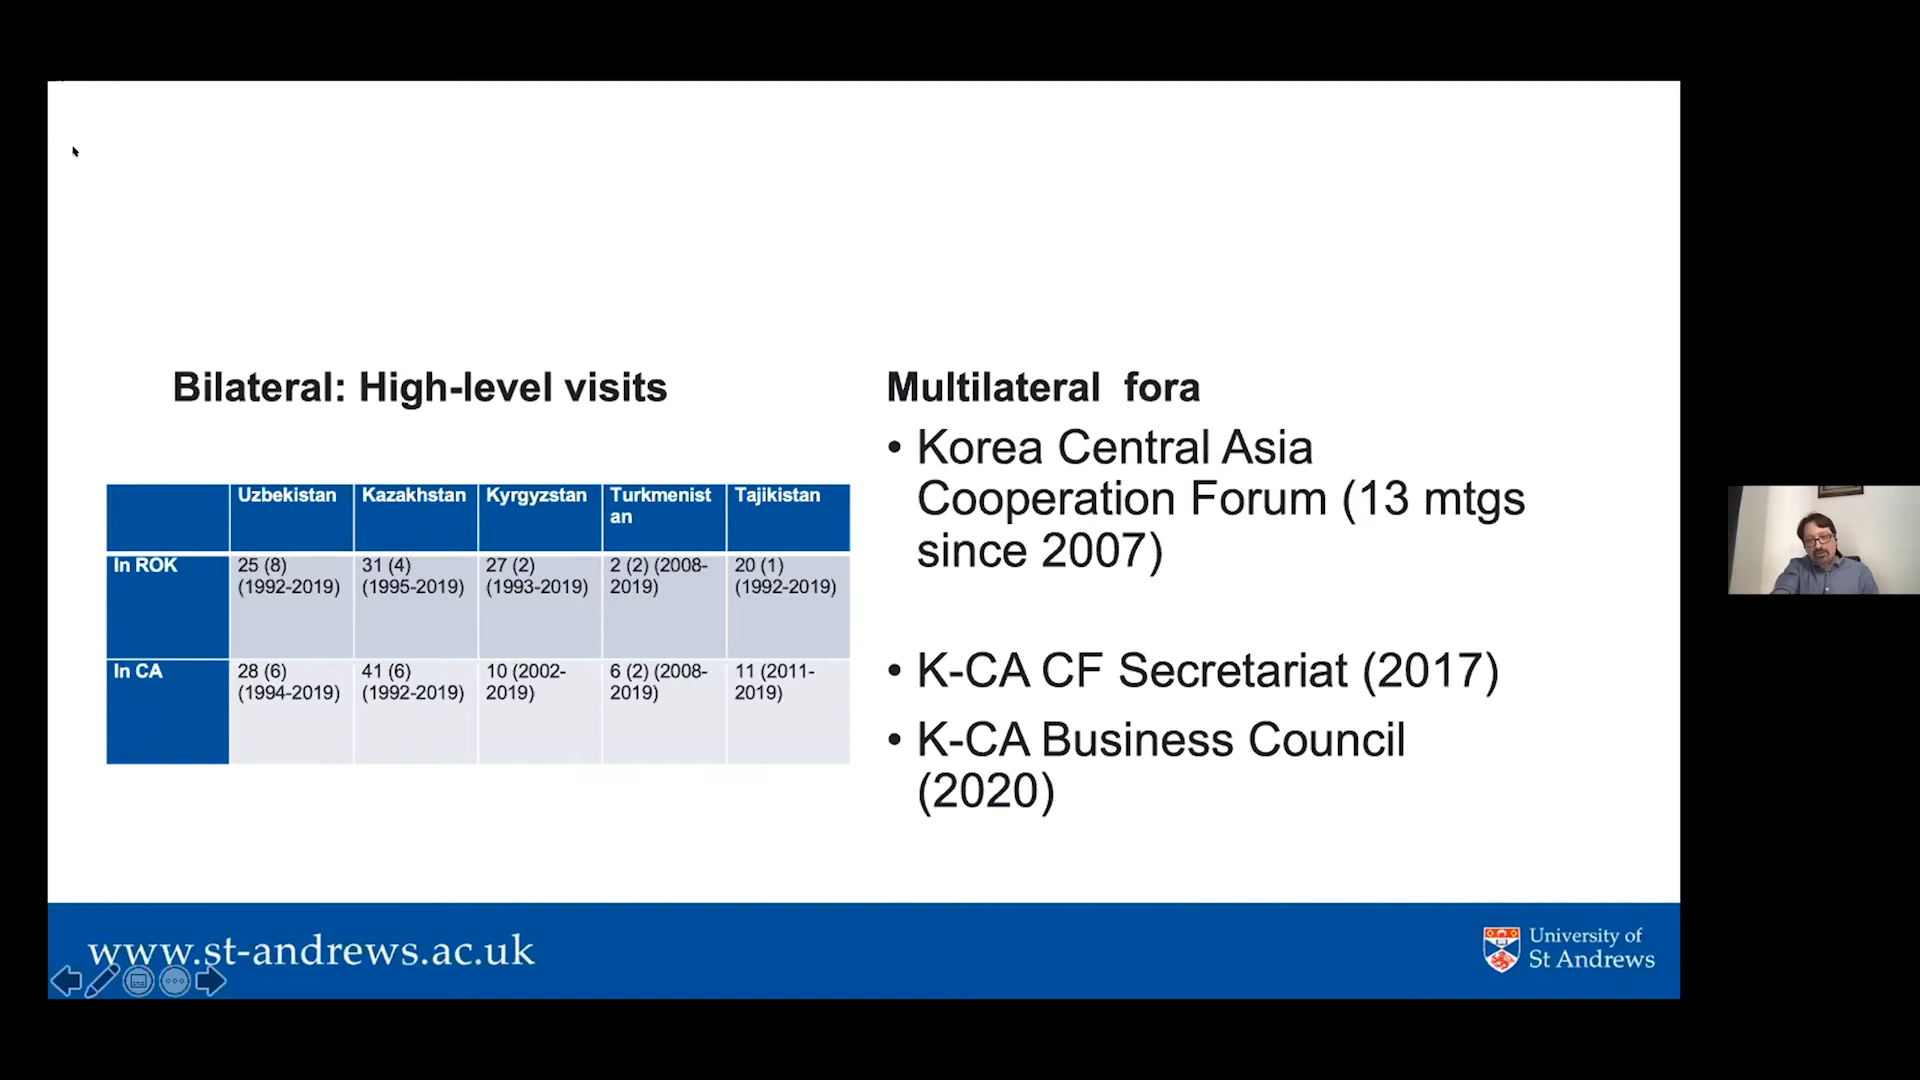 Bilateral: High-level visits
Uzbekistan
Kazakhstan
Kyrgyzstan
Turkmenist
an
Tajikistan
In ROK
25 (8)
(1992-2019)
31 (4)
(1995-2019)
27 (2)
(1993-2019)
2 (2) (2008-
2019)
20 (1)
(1992-2019)
In CA
28 (6)
(1994-2019)
41 (6)
(1992-2019)
10 (2002-
2019)
6 (2) (2008-
2019)
11 (2011-
2019)
Multilateral fora
• Korea Central Asia
Cooperation Forum (13 mtgs
since 2007)
• K-CA CF Secretariat (2017)
• K-CA Business Council
(2020)
www.st-andrews.ac.uk
University of
St Andrews